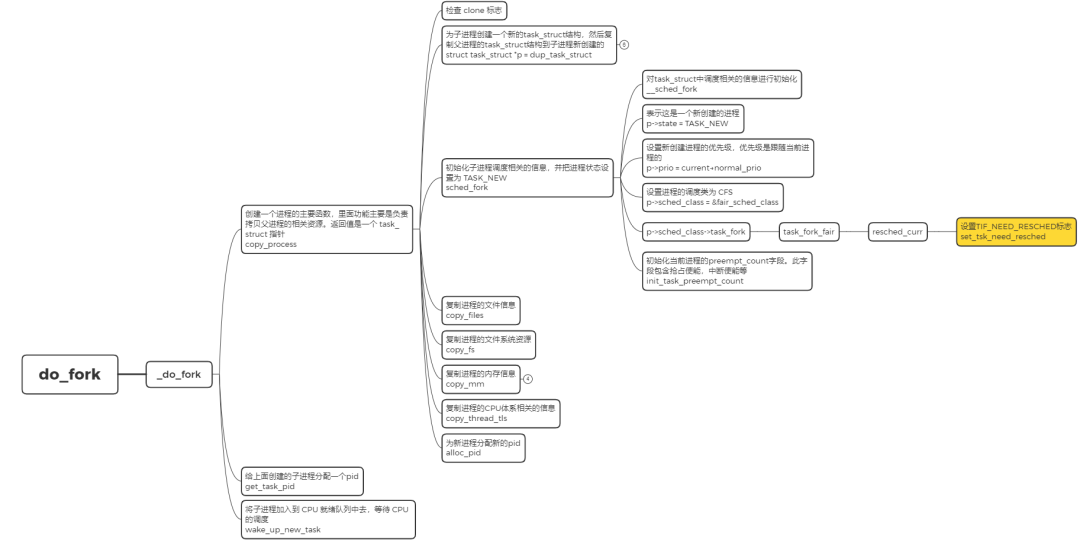 do_fork
_do_fork
创建一个进程的主要函数，里面功能主要是负责
拷贝父进程的相关资源。返回值是一个 task_
struct 指针
copy_process
检查 clone 标志
为子进程创建一个新的task_struct结构，然后复
制父进程的task_struct结构到子进程新创建的
struct task_struct *p = dup_task_struct
6
初始化子进程调度相关的信息，并把进程状态设
置为 TASK_NEW
sched_fork
对task_struct中调度相关的信息进行初始化
__sched_fork
表示这是一个新创建的进程
p->state = TASK_NEW
设置新创建进程的优先级，优先级是跟随当前进
程的
p->prio = current->normal_prio
设置进程的调度类为 CFS
p->sched_class = &fair_sched_class
p->sched_class->task_fork
task_fork_fair
resched_curr
设置TIF_NEED_RESCHED标志
set_tsk_need_resched
初始化当前进程的preempt_count字段。此字
段包含抢占使能，中断使能等
init_task_preempt_count
复制进程的文件信息
copy_files
复制进程的文件系统资源
copy_fs
复制进程的内存信息
copy_mm
4
复制进程的CPU体系相关的信息
copy_thread_tls
为新进程分配新的pid
alloc_pid
给上面创建的子进程分配一个pid
get_task_pid
将子进程加入到 CPU 就绪队列中去，等待 CPU
的调度
wake_up_new_task